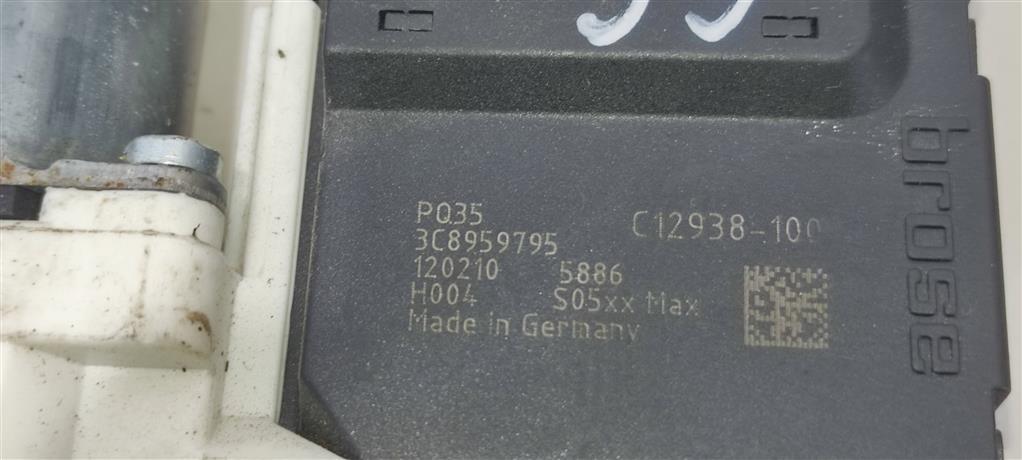 PQ35 C12938-100
3C8959795
120210 5886
H004 S05xx Max
Made in Germany
brose